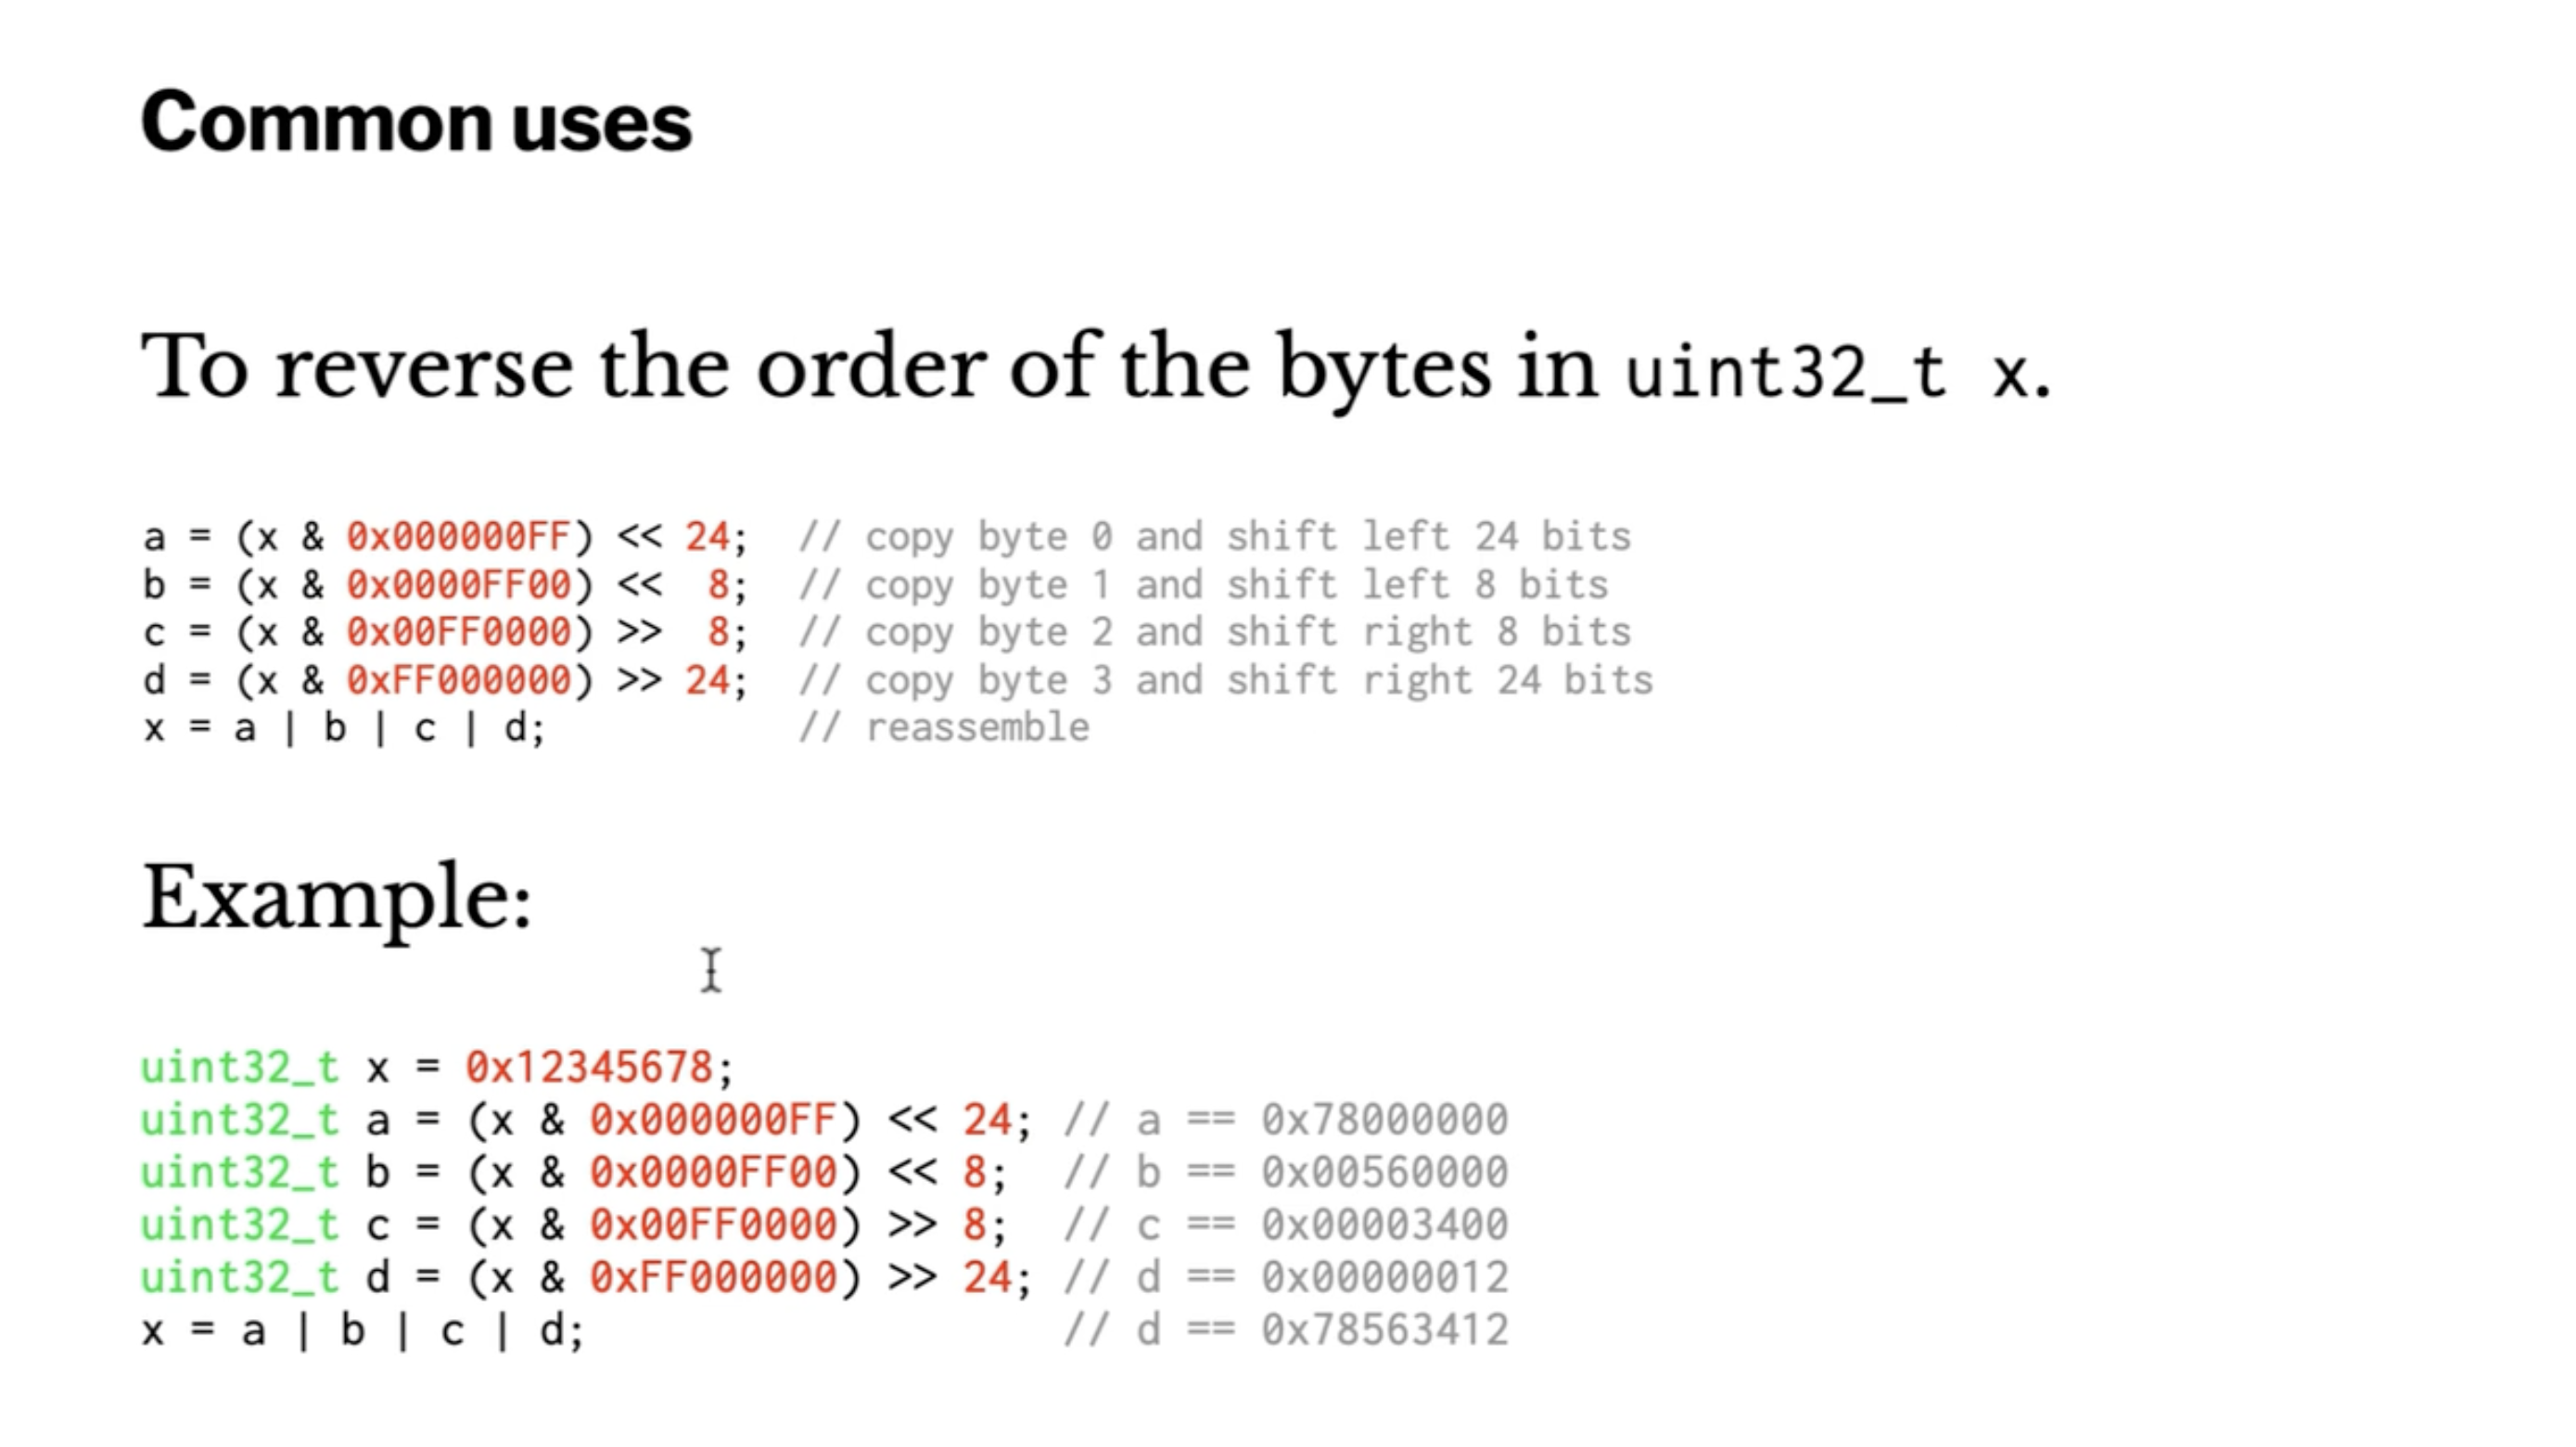 Common uses
To reverse the order of the bytes in uint32_t x.
a = (x & 0x000000FF) << 24;  // copy byte 0 and shift left 24 bits
b = (x & 0x0000FF00) <<  8;  // copy byte 1 and shift left 8 bits
c = (x & 0x00FF0000) >>  8;  // copy byte 2 and shift right 8 bits
d = (x & 0xFF000000) >> 24;  // copy byte 3 and shift right 24 bits
x = a | b | c | d;           // reassemble
Example:
uint32_t x = 0x12345678;
uint32_t a = (x & 0x000000FF) << 24; // a == 0x78000000
uint32_t b = (x & 0x0000FF00) << 8;  // b == 0x00560000
uint32_t c = (x & 0x00FF0000) >> 8;  // c == 0x00003400
uint32_t d = (x & 0xFF000000) >> 24; // d == 0x00000012
x = a | b | c | d;                   // d == 0x78563412